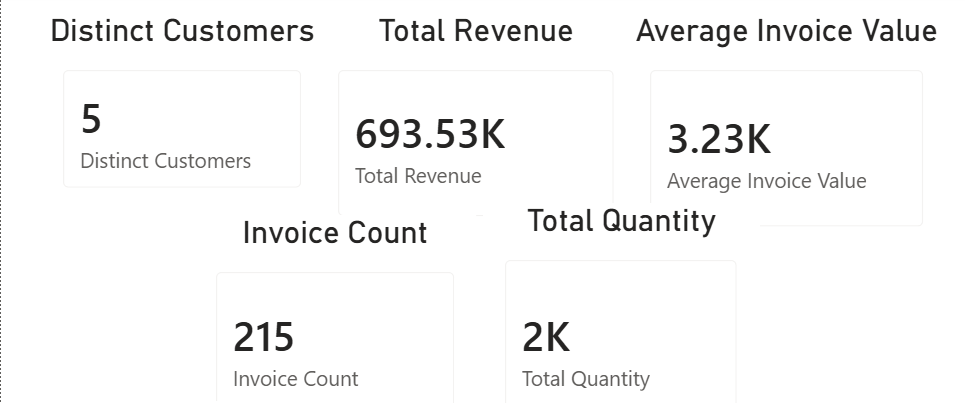 Distinct Customers
Total Revenue
Average Invoice Value
5
Distinct Customers
693.53K
Total Revenue
3.23K
Average Invoice Value
Invoice Count
Total Quantity
215
Invoice Count
2K
Total Quantity